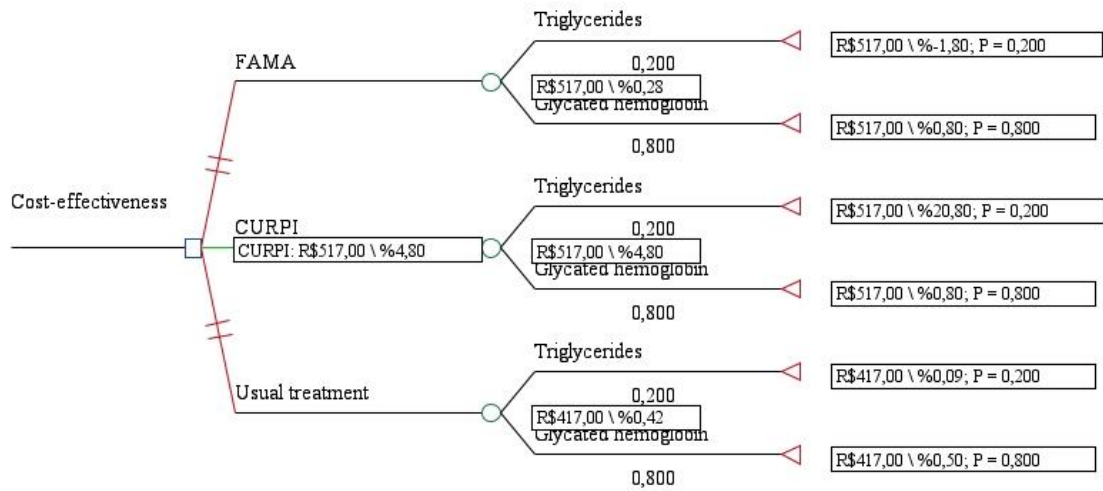 Triglycerides
R$517,00 \ %-1,80; P = 0,200
FAMA
0,200
R$517,00 \ %0,28
Glycated hemoglobin
R$517,00 \ %0,80; P = 0,800
0,800
Triglycerides
Cost-effectiveness
R$517,00 \ %20,80; P = 0,200
CURPI
0,200
CURPI: R$517,00 \ %4,80
R$517,00 \ %4,80
Glycated hemoglobin
R$517,00 \ %0,80; P = 0,800
0,800
Triglycerides
R$417,00 \ %0,09; P = 0,200
Usual treatment
0,200
R$417,00 \ %0,42
Glycated hemoglobin
R$417,00 \ %0,50; P = 0,800
0,800